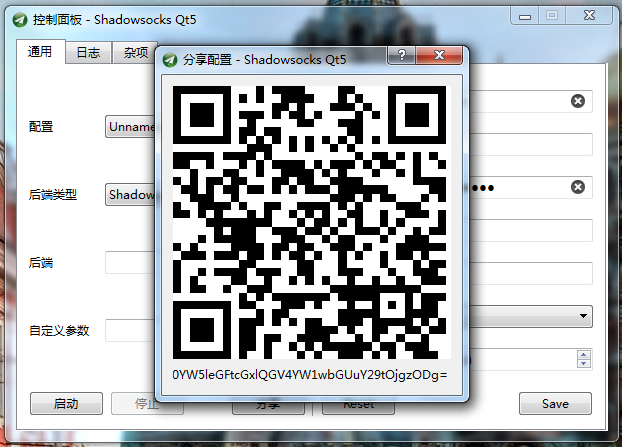 控制面板 - Shadowsocks Qt5
通用 日志 杂项
分享配置 - Shadowsocks Qt5
配置
Unname
后端类型
Shadow
后端
自定义参数
0YW5leGFtcGxlQGV4YW1wbGUuY29tOjgzODg=
启动
停止
分享
Reset
Save